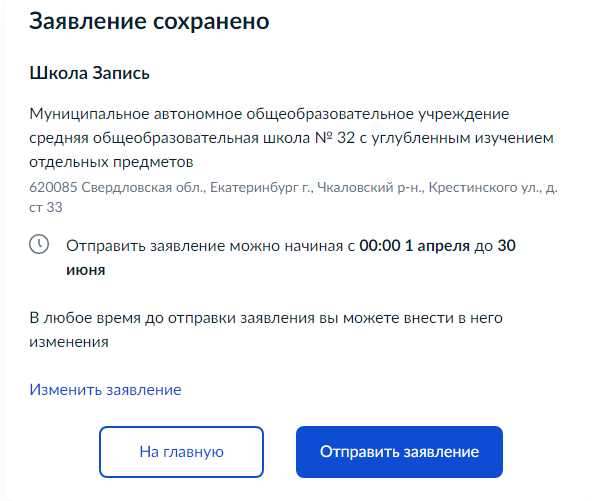 Заявление сохранено
Школа Запись
Муниципальное автономное общеобразовательное учреждение
средняя общеобразовательная школа № 32 с углубленным изучением
отдельных предметов
620085 Свердловская обл., Екатеринбург г., Чкаловский р-н., Крестинского ул., д.
ст 33
Отправить заявление можно начиная с 00:00 1 апреля до 30
июня
В любое время до отправки заявления вы можете внести в него
изменения
Изменить заявление
На главную
Отправить заявление